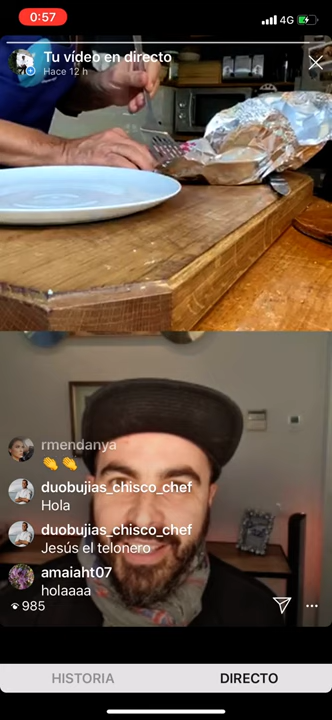 0:57
4G
Tu vídeo en directo
Hace 12 h
rmendanya
👏👏
duobujias_chisco_chef
Hola
duobujias_chisco_chef
Jesús el telonero
amaiaht07
holaaaa
985
HISTORIA
DIRECTO